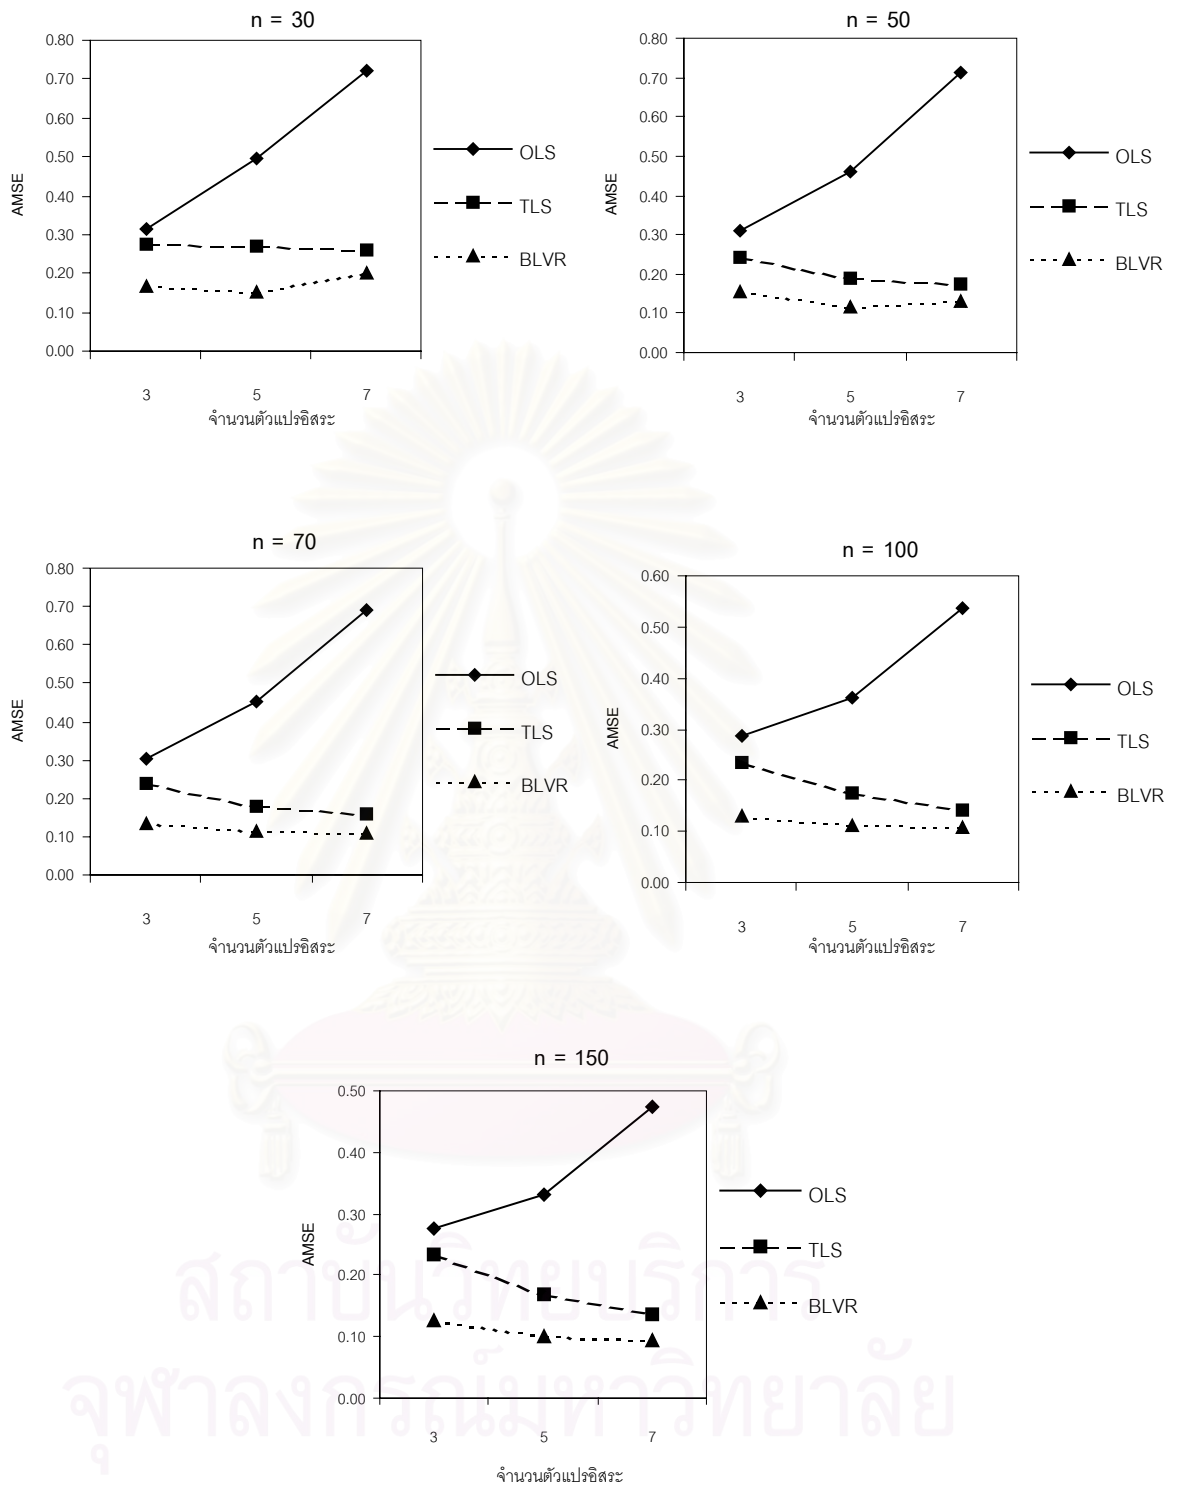 n = 30
0.80
0.70
0.60
0.50
0.40
0.30
0.20
0.10
0.00
AMSE
3 5 7
จำนวนตัวแปรอิสระ
OLS
TLS
BLVR
n = 50
0.80
0.70
0.60
0.50
0.40
0.30
0.20
0.10
0.00
AMSE
3 5 7
จำนวนตัวแปรอิสระ
OLS
TLS
BLVR
n = 70
0.80
0.70
0.60
0.50
0.40
0.30
0.20
0.10
0.00
AMSE
3 5 7
จำนวนตัวแปรอิสระ
OLS
TLS
BLVR
n = 100
0.60
0.50
0.40
0.30
0.20
0.10
0.00
AMSE
3 5 7
จำนวนตัวแปรอิสระ
OLS
TLS
BLVR
n = 150
0.50
0.40
0.30
0.20
0.10
0.00
AMSE
3 5 7
จำนวนตัวแปรอิสระ
OLS
TLS
BLVR
สถาบันวิทยบริการ
จุฬาลงกรณ์มหาวิทยาลัย